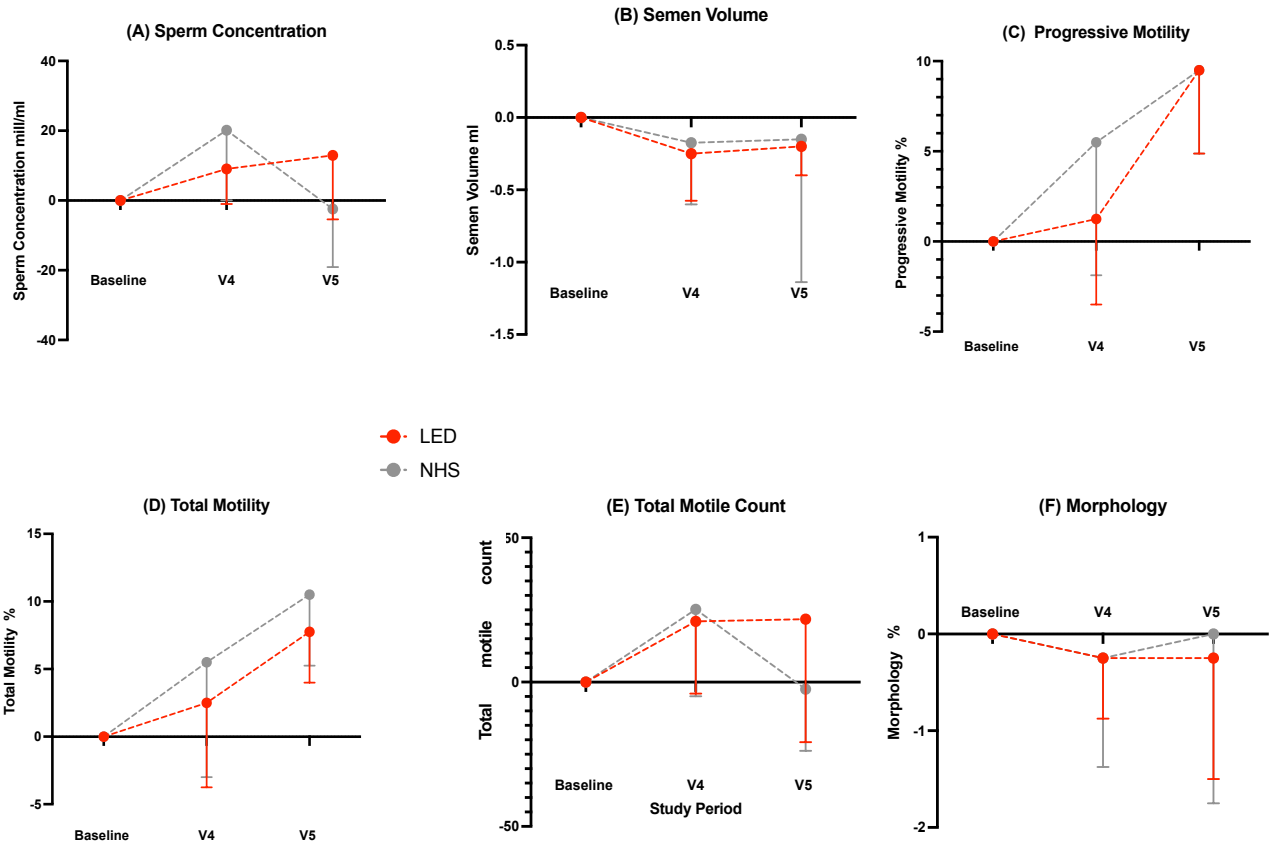 (A) Sperm Concentration
Sperm Concentration mill/ml
40
20
0
-20
-40
Baseline
V4
V5
(B) Semen Volume
Semen Volume ml
0.5
0.0
-0.5
-1.0
-1.5
Baseline
V4
V5
(C) Progressive Motility
Progressive Motility %
10
5
0
-5
Baseline
V4
V5
LED
NHS
(D) Total Motility
Total Motility %
15
10
5
0
-5
Baseline
V4
V5
(E) Total Motile Count
Total motile count
50
0
-50
Baseline
V4
V5
Study Period
(F) Morphology
Morphology %
1
0
-1
-2
Baseline
V4
V5